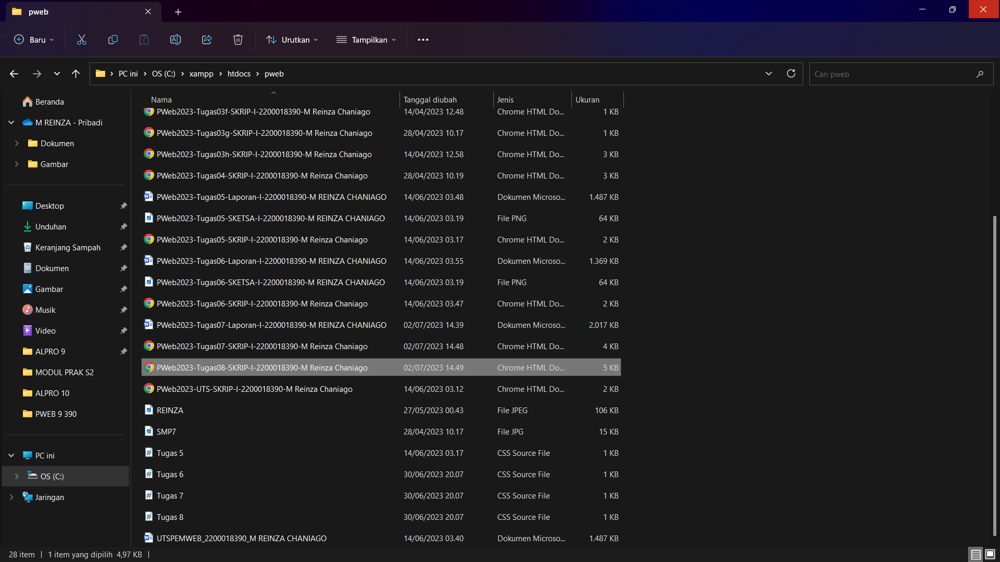 pweb
Baru
Urutkan
Tampilkan
PC ini
OS (C:)
xampp
htdocs
pweb
Cari pweb
Beranda
M REINZA - Pribadi
Dokumen
Gambar
Desktop
Unduhan
Keranjang Sampah
Dokumen
Gambar
Musik
Video
ALPRO 9
MODUL PRAK S2
ALPRO 10
PWEB 9 390
PC ini
OS (C:)
Jaringan
Nama Tanggal diubah Jenis Ukuran
PWeb2023-Tugas03f-SKRIP-I-2200018390-M Reinza Chaniago 14/04/2023 12.48 Chrome HTML Do... 1 KB
PWeb2023-Tugas03g-SKRIP-I-2200018390-M Reinza Chaniago 28/04/2023 10.17 Chrome HTML Do... 1 KB
PWeb2023-Tugas03h-SKRIP-I-2200018390-M Reinza Chaniago 14/04/2023 12.58 Chrome HTML Do... 3 KB
PWeb2023-Tugas04-SKRIP-I-2200018390-M Reinza Chaniago 28/04/2023 10.19 Chrome HTML Do... 3 KB
PWeb2023-Tugas05-Laporan-I-2200018390-M REINZA CHANIAGO 14/06/2023 03.48 Dokumen Microso... 1.487 KB
PWeb2023-Tugas05-SKETSA-I-2200018390-M REINZA CHANIAGO 14/06/2023 03.19 File PNG 64 KB
PWeb2023-Tugas05-SKRIP-I-2200018390-M Reinza Chaniago 14/06/2023 03.17 Chrome HTML Do... 2 KB
PWeb2023-Tugas06-Laporan-I-2200018390-M REINZA CHANIAGO 14/06/2023 03.55 Dokumen Microso... 1.369 KB
PWeb2023-Tugas06-SKETSA-I-2200018390-M REINZA CHANIAGO 14/06/2023 03.19 File PNG 64 KB
PWeb2023-Tugas06-SKRIP-I-2200018390-M Reinza Chaniago 14/06/2023 03.47 Chrome HTML Do... 2 KB
PWeb2023-Tugas07-Laporan-I-2200018390-M REINZA CHANIAGO 02/07/2023 14.39 Dokumen Microso... 2.017 KB
PWeb2023-Tugas07-SKRIP-I-2200018390-M Reinza Chaniago 02/07/2023 14.48 Chrome HTML Do... 4 KB
PWeb2023-Tugas08-SKRIP-I-2200018390-M Reinza Chaniago 02/07/2023 14.49 Chrome HTML Do... 5 KB
PWeb2023-UTS-SKRIP-I-2200018390-M Reinza Chaniago 14/06/2023 03.12 Chrome HTML Do... 2 KB
REINZA 27/05/2023 00.43 File JPEG 106 KB
SMP7 28/04/2023 10.17 File JPG 15 KB
Tugas 5 14/06/2023 03.17 CSS Source File 1 KB
Tugas 6 30/06/2023 20.07 CSS Source File 1 KB
Tugas 7 30/06/2023 20.07 CSS Source File 1 KB
Tugas 8 30/06/2023 20.07 CSS Source File 1 KB
UTSPEMWEB_2200018390_M REINZA CHANIAGO 14/06/2023 03.40 Dokumen Microso... 1.487 KB
28 item 1 item yang dipilih 4,97 KB